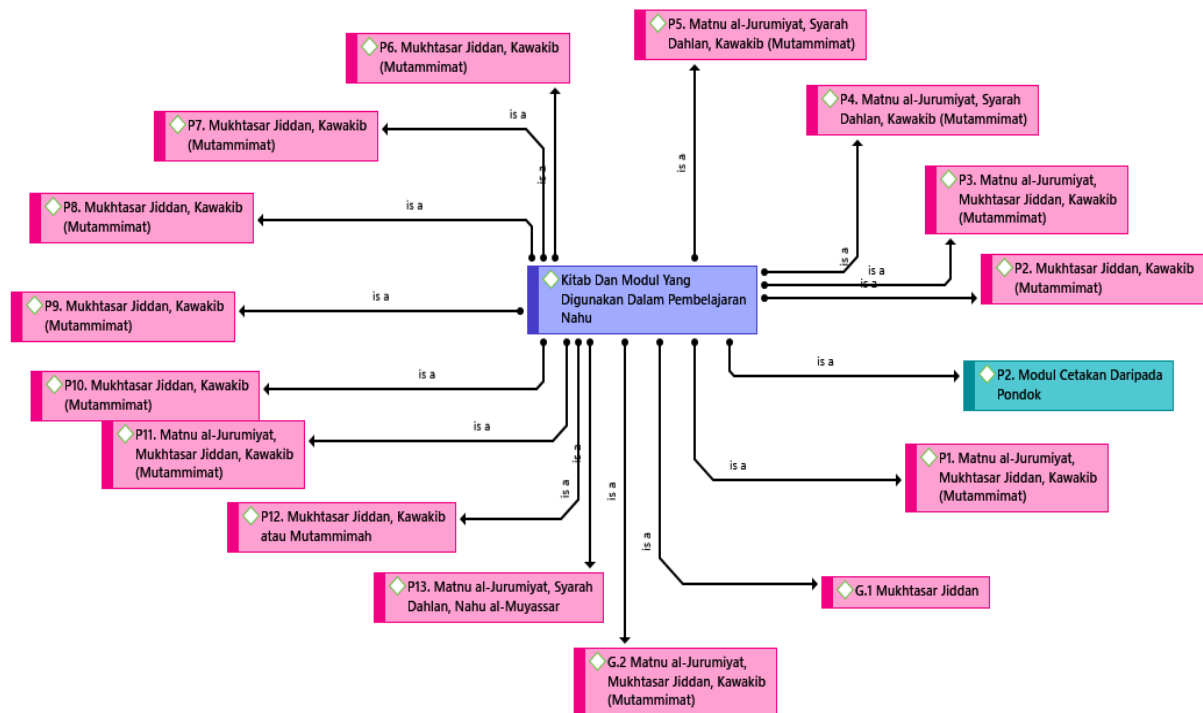 P5. Matnu al-Jurumiyat, Syarah
Dahlan, Kawakib (Mutammimat)
P6. Mukhtasar Jiddan, Kawakib
(Mutammimat)
P4. Matnu al-Jurumiyat, Syarah
Dahlan, Kawakib (Mutammimat)
P7. Mukhtasar Jiddan, Kawakib
(Mutammimat)
is a
is a
is a
is a
P3. Matnu al-Jurumiyat,
Mukhtasar Jiddan, Kawakib
(Mutammimat)
P8. Mukhtasar Jiddan, Kawakib
(Mutammimat)
is a
is a
is a
is a
P2. Mukhtasar Jiddan, Kawakib
(Mutammimat)
Kitab Dan Modul Yang
Digunakan Dalam Pembelajaran
Nahu
P9. Mukhtasar Jiddan, Kawakib
(Mutammimat)
is a
is a
P2. Modul Cetakan Daripada
Pondok
P10. Mukhtasar Jiddan, Kawakib
(Mutammimat)
is a
P11. Matnu al-Jurumiyat,
Mukhtasar Jiddan, Kawakib
(Mutammimat)
is a
is a
is a
P1. Matnu al-Jurumiyat,
Mukhtasar Jiddan, Kawakib
(Mutammimat)
is a
is a
is a
P12. Mukhtasar Jiddan, Kawakib
atau Mutammimah
P13. Matnu al-Jurumiyat, Syarah
Dahlan, Nahu al-Muyassar
G.1 Mukhtasar Jiddan
G.2 Matnu al-Jurumiyat,
Mukhtasar Jiddan, Kawakib
(Mutammimat)